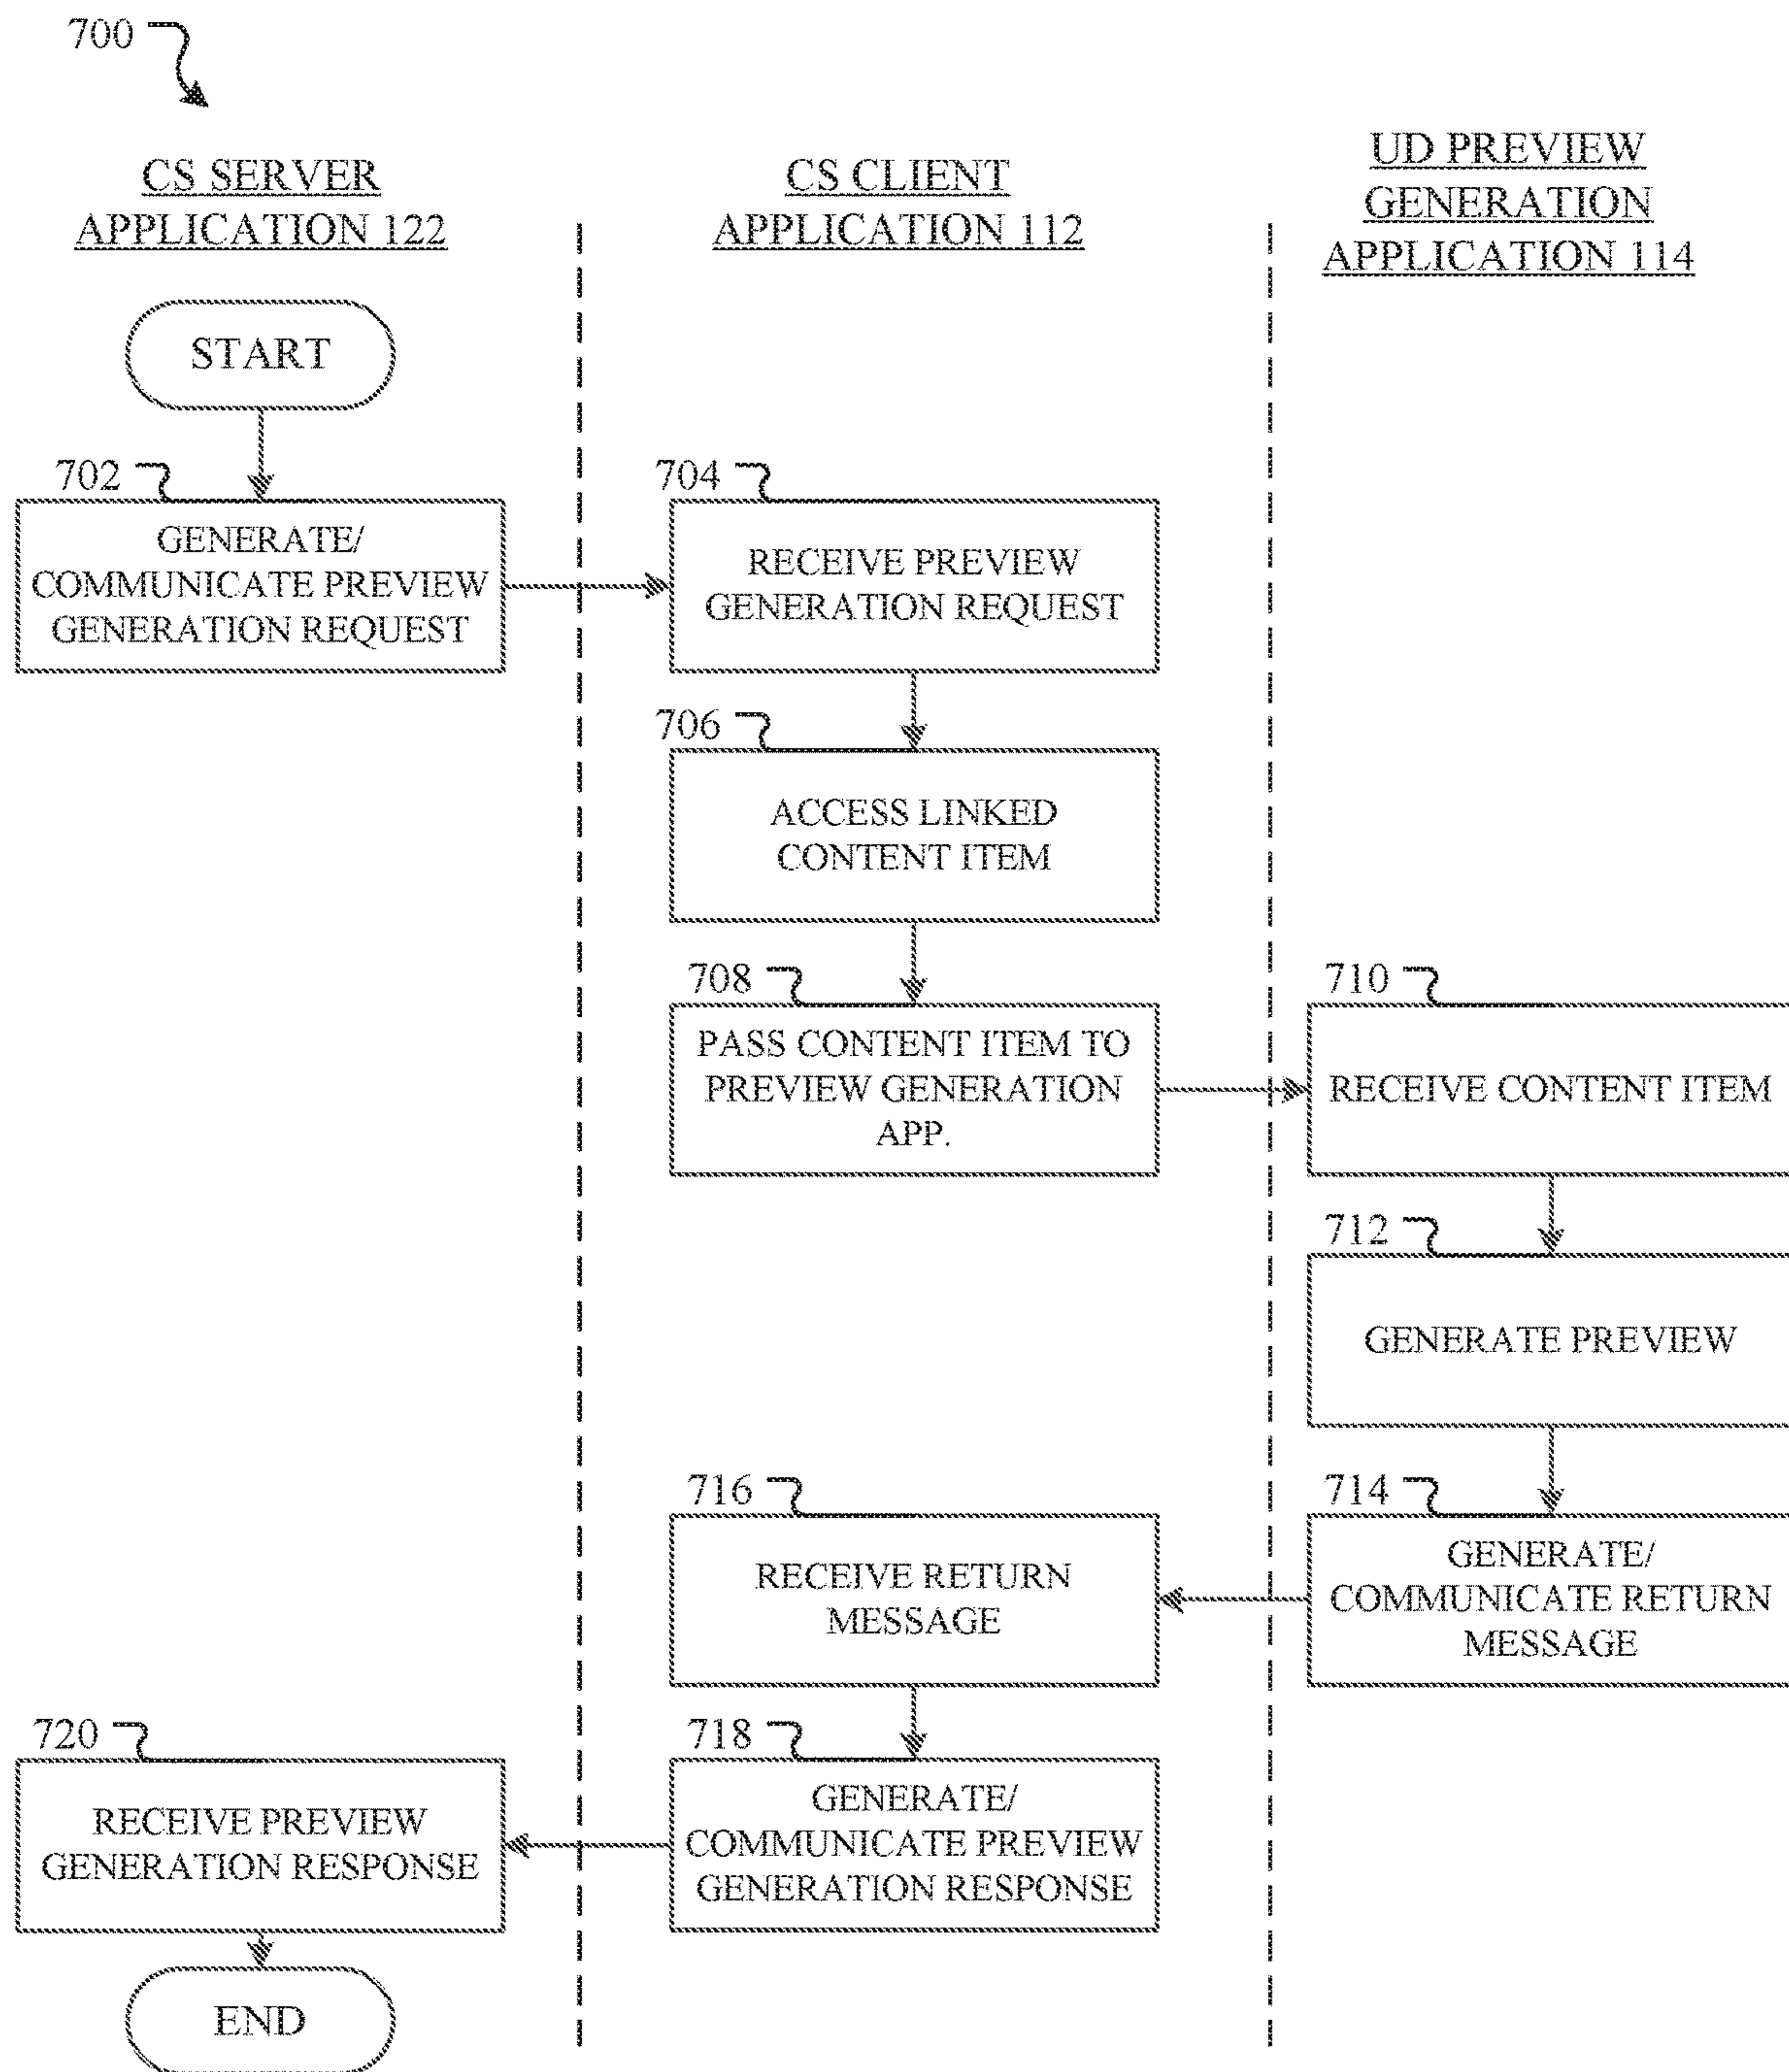 700
CS SERVER
APPLICATION 122
CS CLIENT
APPLICATION 112
UD PREVIEW
GENERATION
APPLICATION 114
START
702
GENERATE/
COMMUNICATE PREVIEW
GENERATION REQUEST
704
RECEIVE PREVIEW
GENERATION REQUEST
706
ACCESS LINKED
CONTENT ITEM
708
PASS CONTENT ITEM TO
PREVIEW GENERATION
APP.
710
RECEIVE CONTENT ITEM
712
GENERATE PREVIEW
714
GENERATE/
COMMUNICATE RETURN
MESSAGE
716
RECEIVE RETURN
MESSAGE
718
GENERATE/
COMMUNICATE PREVIEW
GENERATION RESPONSE
720
RECEIVE PREVIEW
GENERATION RESPONSE
END